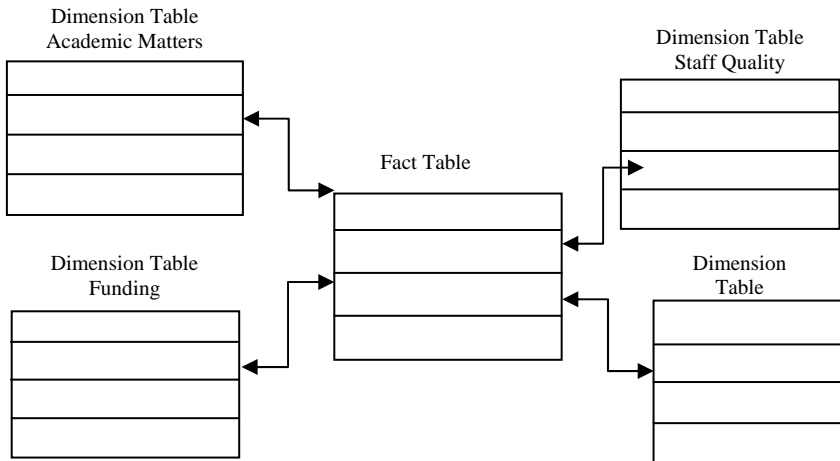 Dimension Table
Academic Matters
Dimension Table
Staff Quality
Fact Table
Dimension Table
Funding
Dimension
Table